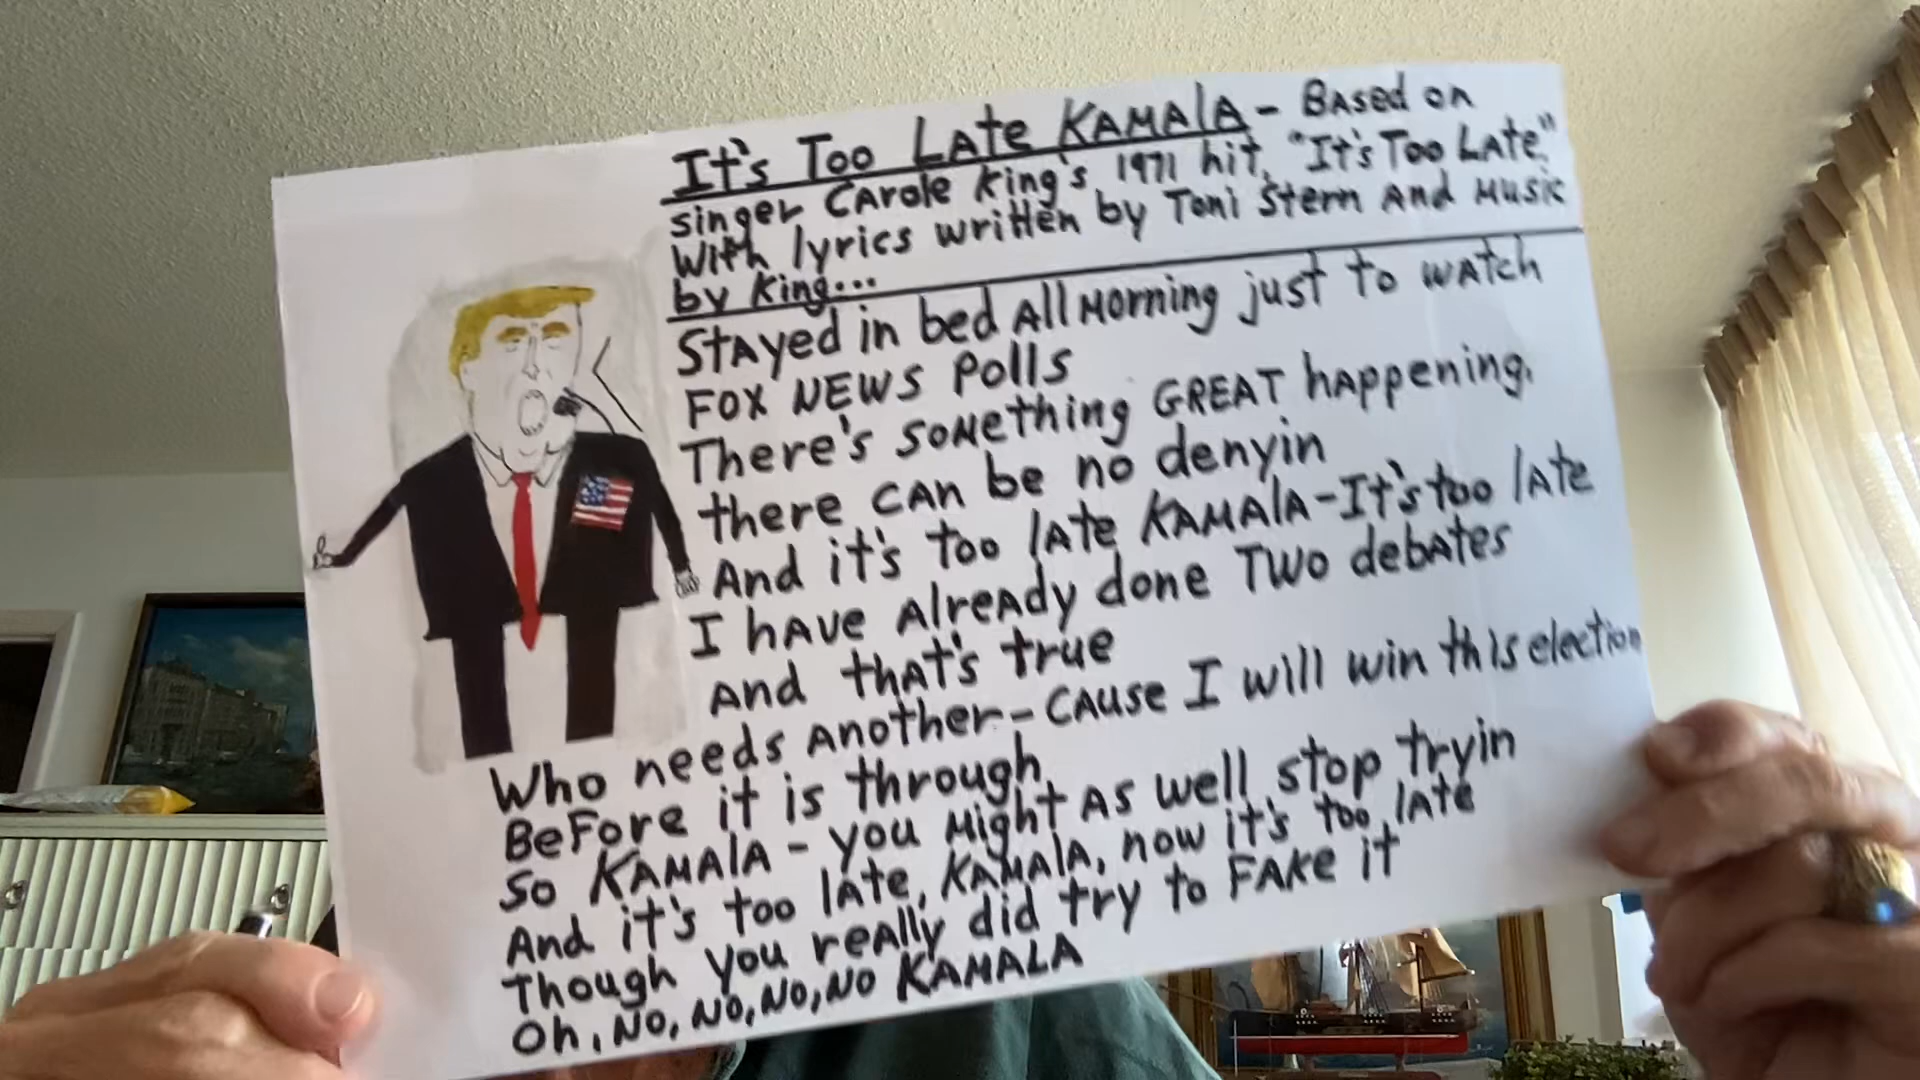 It's Too Late KAMALA - Based on
singer Carole King's 1971 hit, "It's Too Late,"
With lyrics written by Toni Stern And Music
by King...
Stayed in bed All Morning just to watch
FOX NEWS Polls
There's something GREAT happening.
there can be no denyin
And it's too late KAMALA-It's too late
I have Already done TWO debates
And that's true
Who needs Another-Cause I will win this election
Before it is through
So KAMALA - you Might As well stop tryin
And it's too late, KAMALA, now it's too late
Though you really did try to FAKE it
Oh, No, No, No, No KAMALA